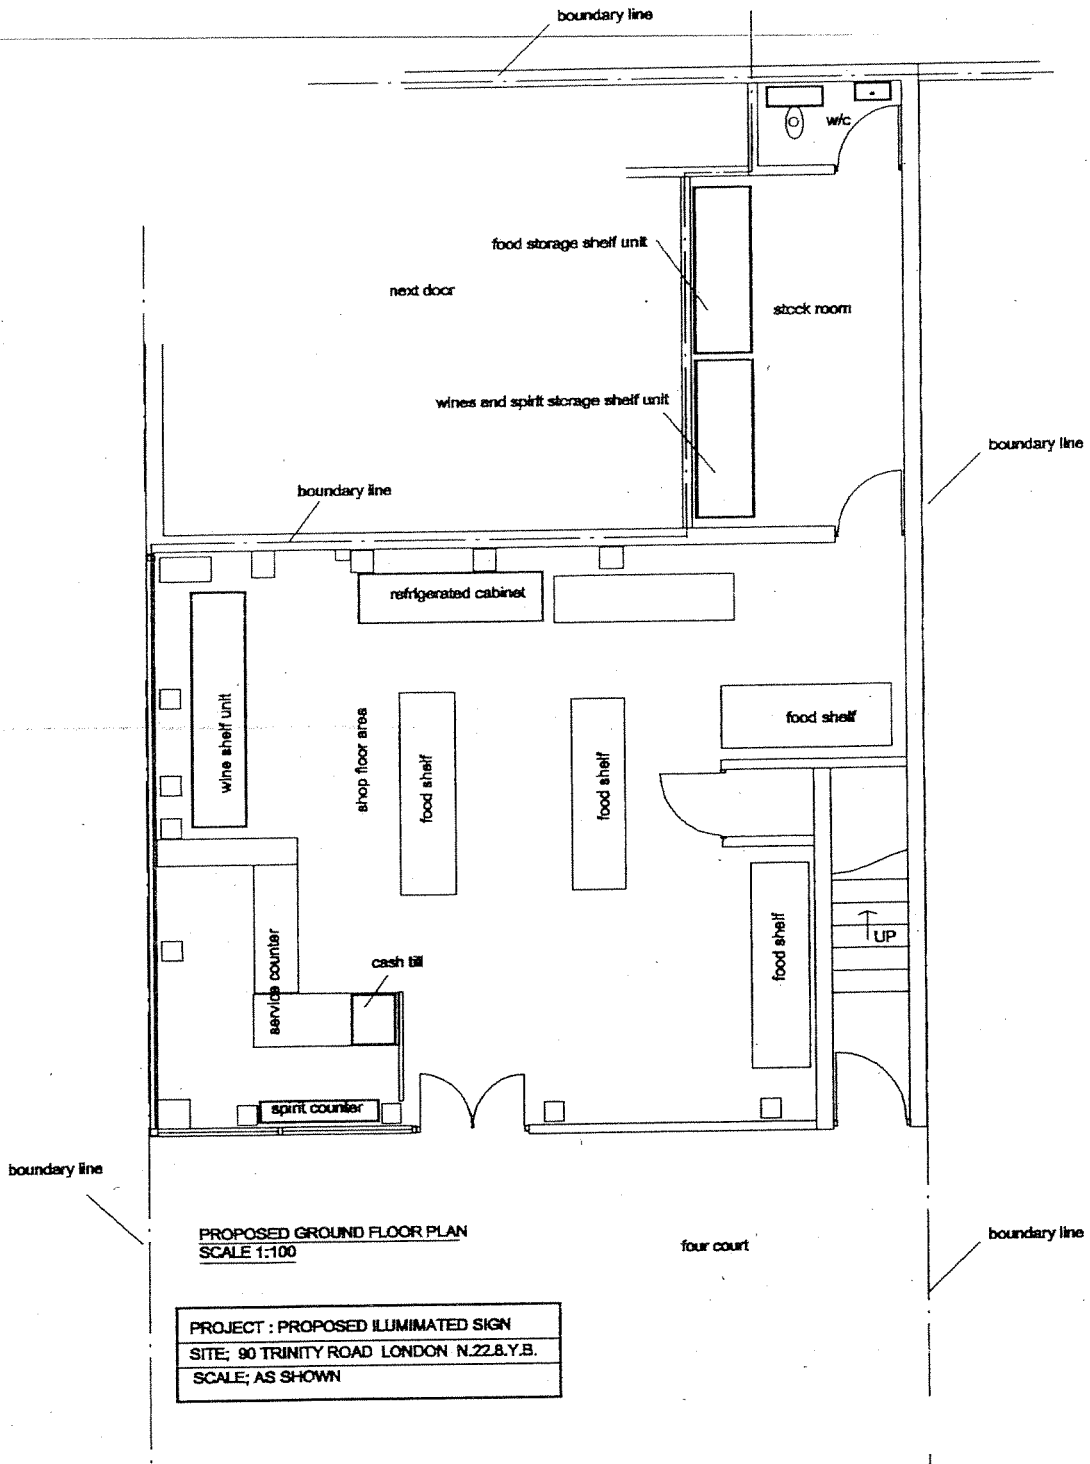 boundary line
w/c
food storage shelf unit
next door
stock room
wines and spirit storage shelf unit
boundary line
boundary line
refrigerated cabinet
wine shelf unit
shop floor area
food shelf
food shelf
food shelf
food shelf
UP
service counter
cash till
spirit counter
boundary line
PROPOSED GROUND FLOOR PLAN
SCALE 1:100
four court
boundary line
PROJECT : PROPOSED ILUMIMATED SIGN
SITE; 90 TRINITY ROAD LONDON N.22.8.Y.B.
SCALE; AS SHOWN